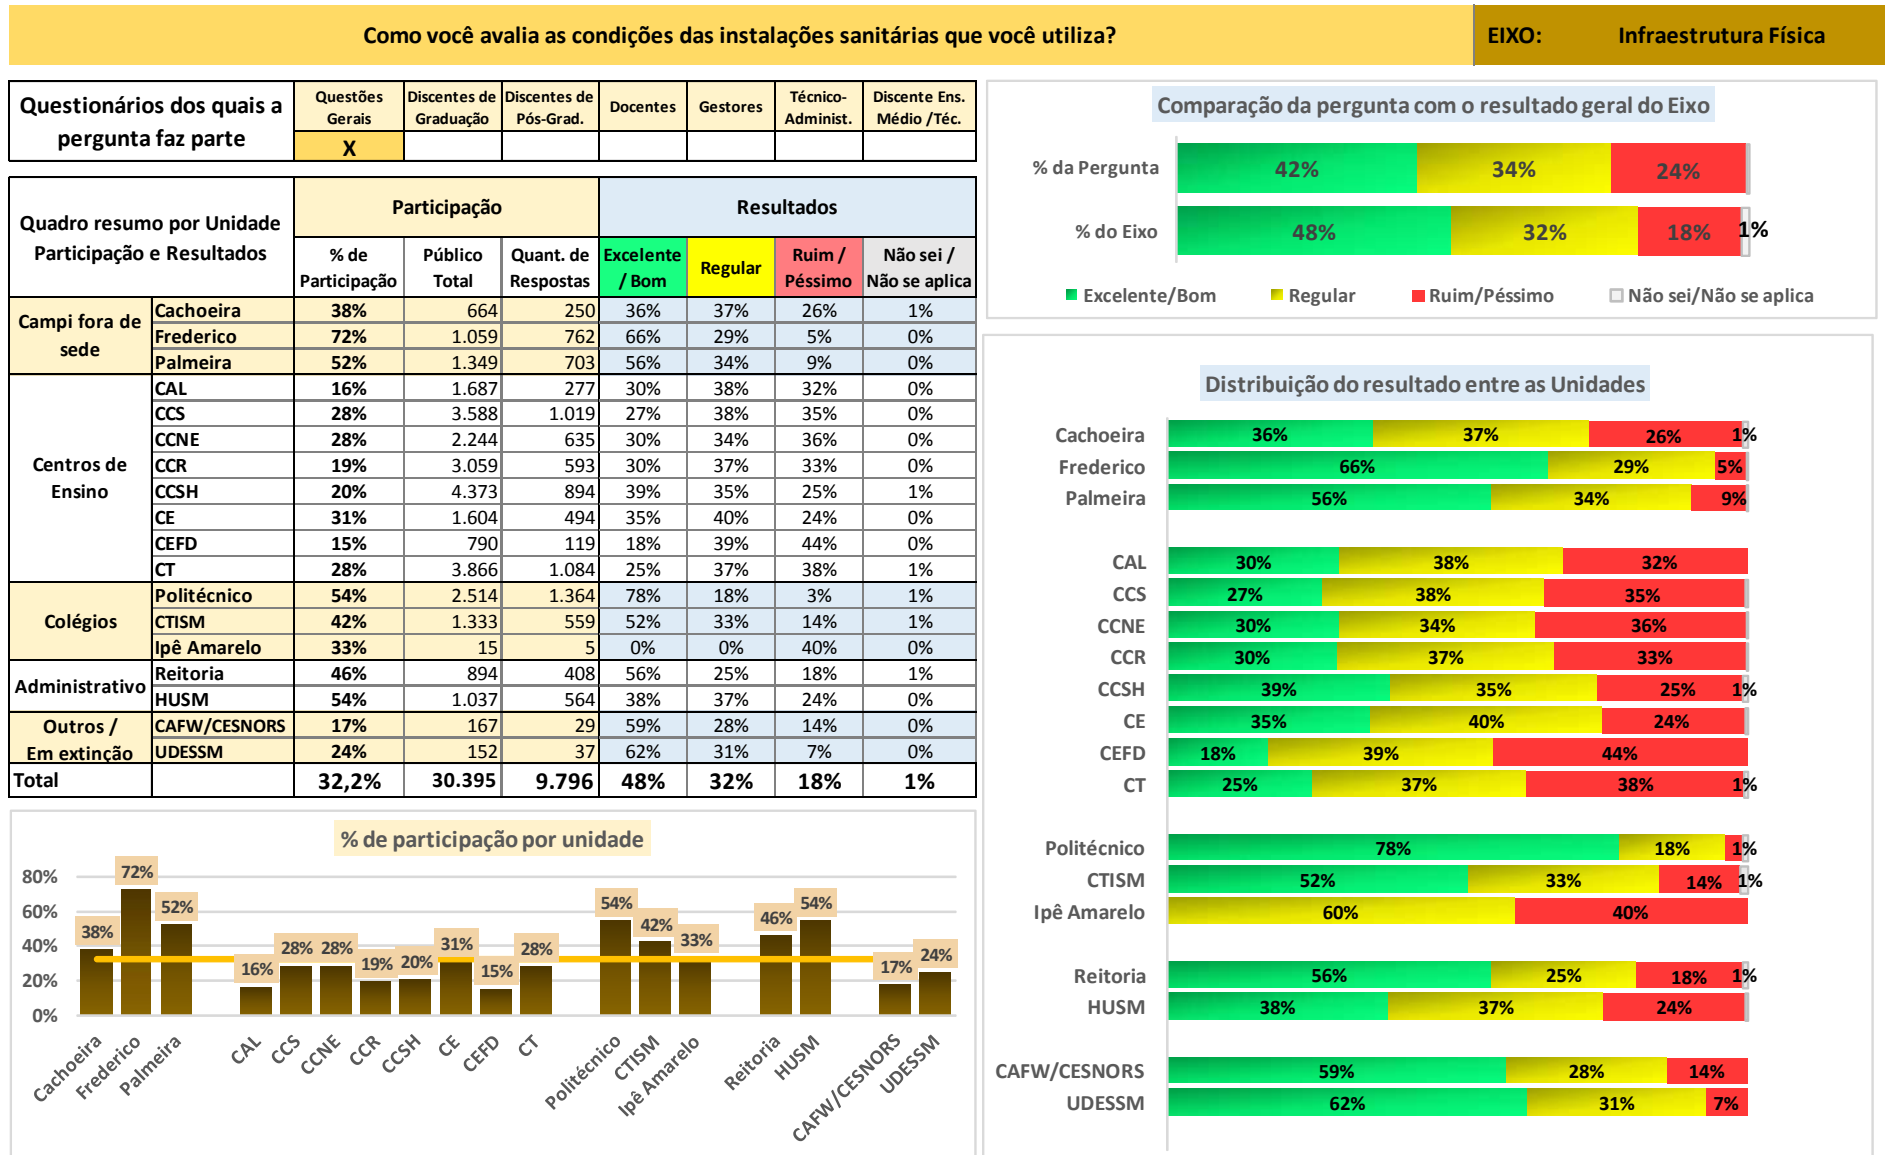 Como você avalia as condições das instalações sanitárias que você utiliza? EIXO: Infraestrutura Física
Questionários dos quais a pergunta faz parte
Questões Gerais
Discentes de Graduação
Discentes de Pós-Grad.
Docentes
Gestores
Técnico-Administ.
Discente Ens. Médio /Téc.
X
Quadro resumo por Unidade
Participação e Resultados
Participação Resultados
% de Participação
Público Total
Quant. de Respostas
Excelente / Bom
Regular
Ruim / Péssimo
Não sei / Não se aplica
Campi fora de sede
Cachoeira 38% 664 250 36% 37% 26% 1%
Frederico 72% 1.059 762 66% 29% 5% 0%
Palmeira 52% 1.349 703 56% 34% 9% 0%
Centros de Ensino
CAL 16% 1.687 277 30% 38% 32% 0%
CCS 28% 3.588 1.019 27% 38% 35% 0%
CCNE 28% 2.244 635 30% 34% 36% 0%
CCR 19% 3.059 593 30% 37% 33% 0%
CCSH 20% 4.373 894 39% 35% 25% 1%
CE 31% 1.604 494 35% 40% 24% 0%
CEFD 15% 790 119 18% 39% 44% 0%
CT 28% 3.866 1.084 25% 37% 38% 1%
Colégios
Politécnico 54% 2.514 1.364 78% 18% 3% 1%
CTISM 42% 1.333 559 52% 33% 14% 1%
Ipê Amarelo 33% 15 5 0% 0% 40% 0%
Administrativo
Reitoria 46% 894 408 56% 25% 18% 1%
HUSM 54% 1.037 564 38% 37% 24% 0%
Outros / Em extinção
CAFW/CESNORS 17% 167 29 59% 28% 14% 0%
UDESSM 24% 152 37 62% 31% 7% 0%
Total 32,2% 30.395 9.796 48% 32% 18% 1%
% de participação por unidade
80%
60%
40%
20%
0%
38% 72% 52% 16% 28% 28% 19% 20% 31% 15% 28% 54% 42% 33% 46% 54% 17% 24%
Cachoeira Frederico Palmeira CAL CCS CCNE CCR CCSH CE CEFD CT Politécnico CTISM Ipê Amarelo Reitoria HUSM CAFW/CESNORS UDESSM
Comparação da pergunta com o resultado geral do Eixo
% da Pergunta 42% 34% 24%
% do Eixo 48% 32% 18% 1%
Excelente/Bom Regular Ruim/Péssimo Não sei/Não se aplica
Distribuição do resultado entre as Unidades
Cachoeira 36% 37% 26% 1%
Frederico 66% 29% 5%
Palmeira 56% 34% 9%
CAL 30% 38% 32%
CCS 27% 38% 35%
CCNE 30% 34% 36%
CCR 30% 37% 33%
CCSH 39% 35% 25% 1%
CE 35% 40% 24%
CEFD 18% 39% 44%
CT 25% 37% 38% 1%
Politécnico 78% 18% 1%
CTISM 52% 33% 14% 1%
Ipê Amarelo 60% 40%
Reitoria 56% 25% 18% 1%
HUSM 38% 37% 24%
CAFW/CESNORS 59% 28% 14%
UDESSM 62% 31% 7%